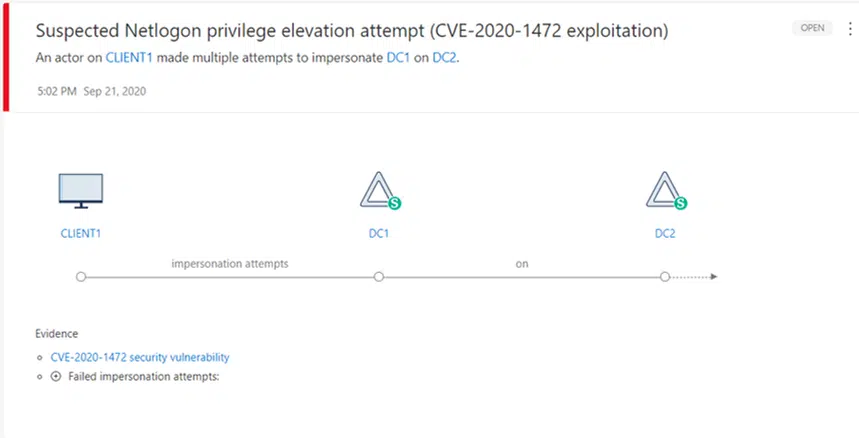 Suspected Netlogon privilege elevation attempt (CVE-2020-1472 exploitation)
OPEN
An actor on CLIENT1 made multiple attempts to impersonate DC1 on DC2.
5:02 PM Sep 21, 2020
S
S
CLIENT1
DC1
DC2
impersonation attempts
on
Evidence
CVE-2020-1472 security vulnerability
Failed impersonation attempts: